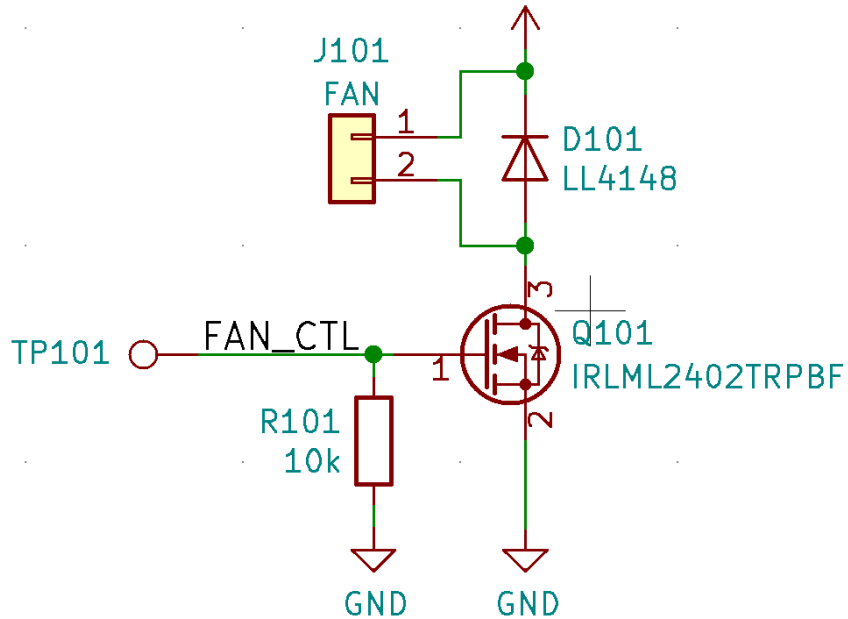 J101
FAN
1
2
D101
LL4148
3
TP101
FAN_CTL
1
Q101
IRLML2402TRPBF
2
R101
10k
GND
GND